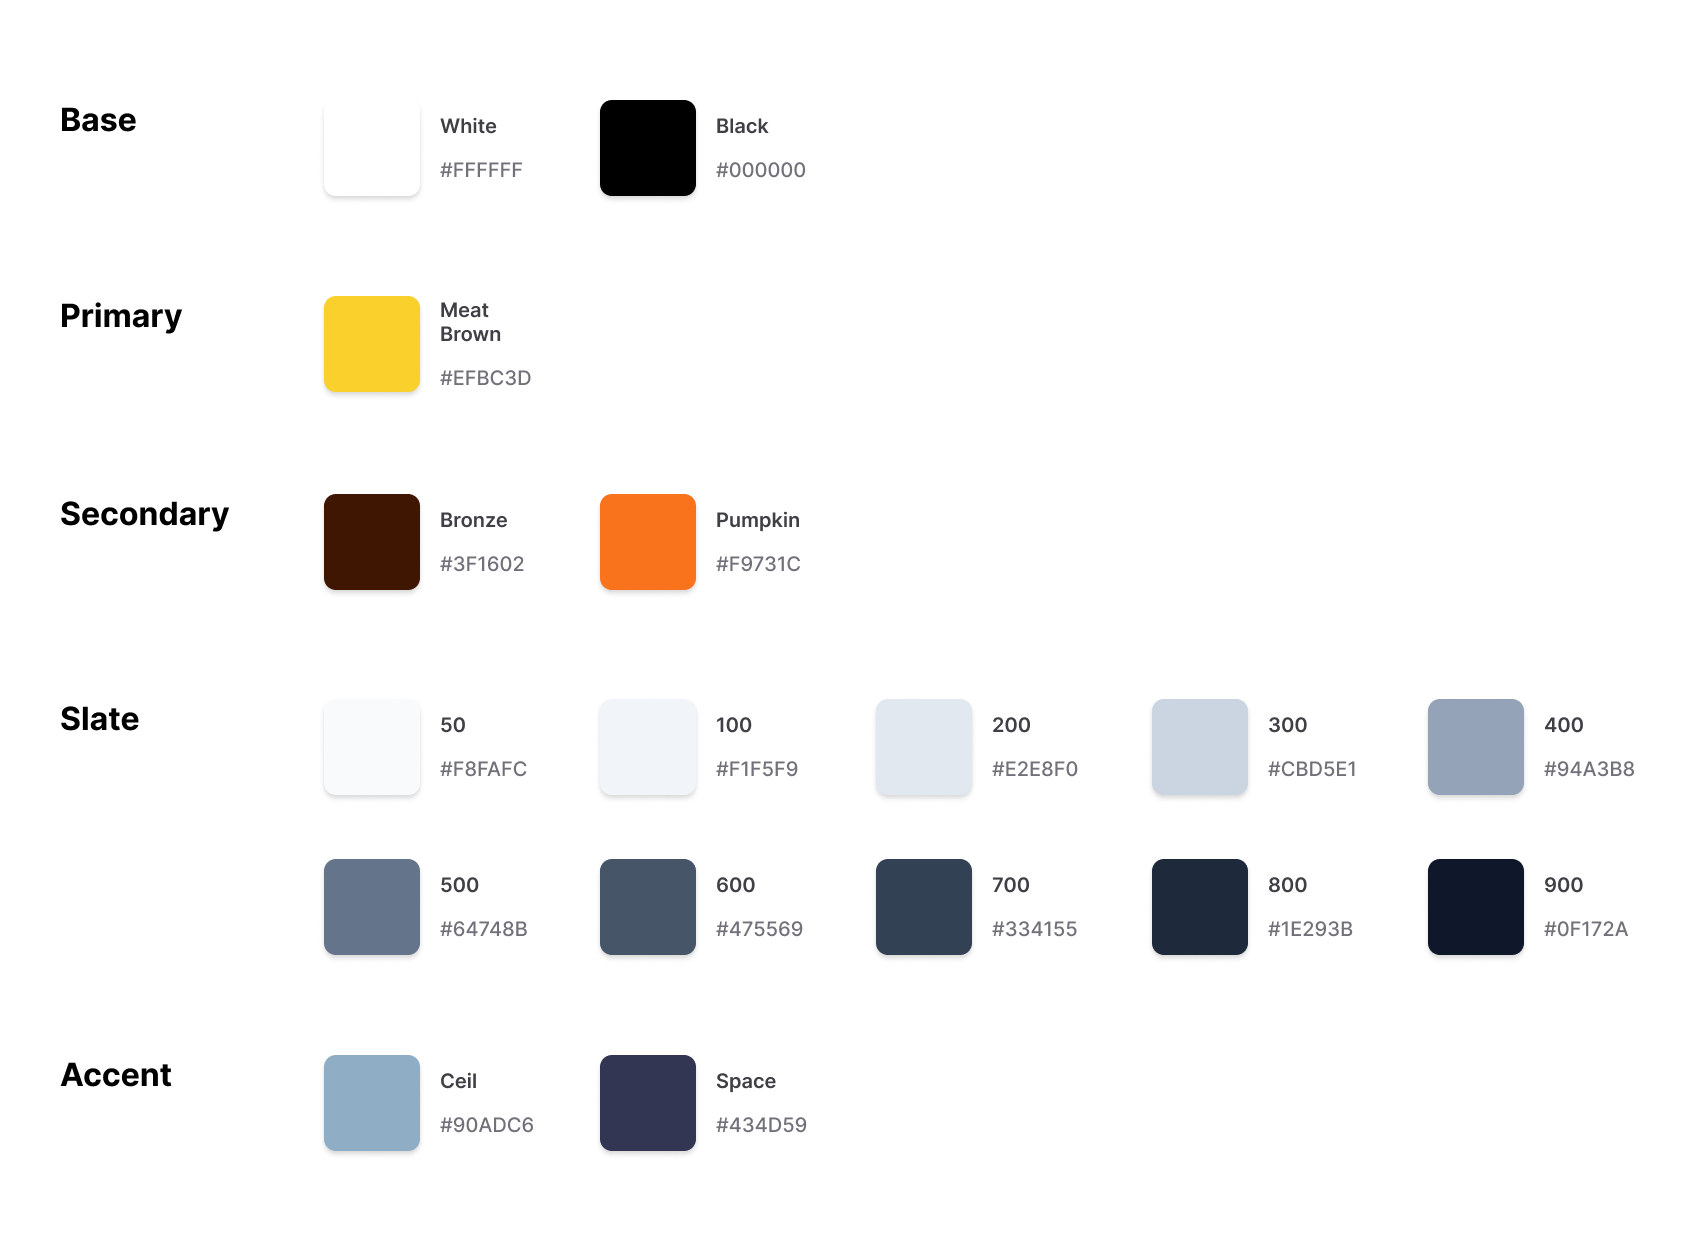 Base
White
#FFFFFF
Black
#000000
Primary
Meat
Brown
#EFBC3D
Secondary
Bronze
#3F1602
Pumpkin
#F9731C
Slate
50
#F8FAFC
100
#F1F5F9
200
#E2E8F0
300
#CBD5E1
400
#94A3B8
500
#64748B
600
#475569
700
#334155
800
#1E293B
900
#0F172A
Accent
Ceil
#90ADC6
Space
#434D59